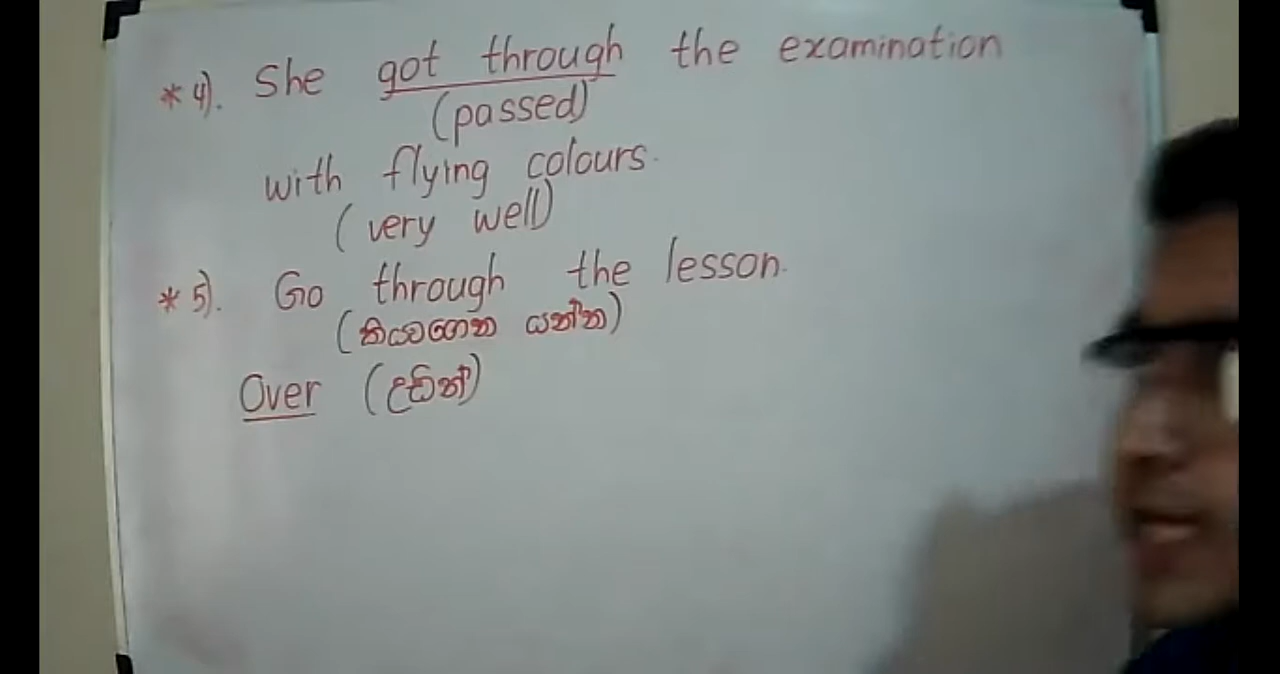 * 4). She got through the examination
(passed)
with flying colours.
(very well)
* 5). Go through the lesson.
(කියවගෙන යන්න)
Over (උඩින්)